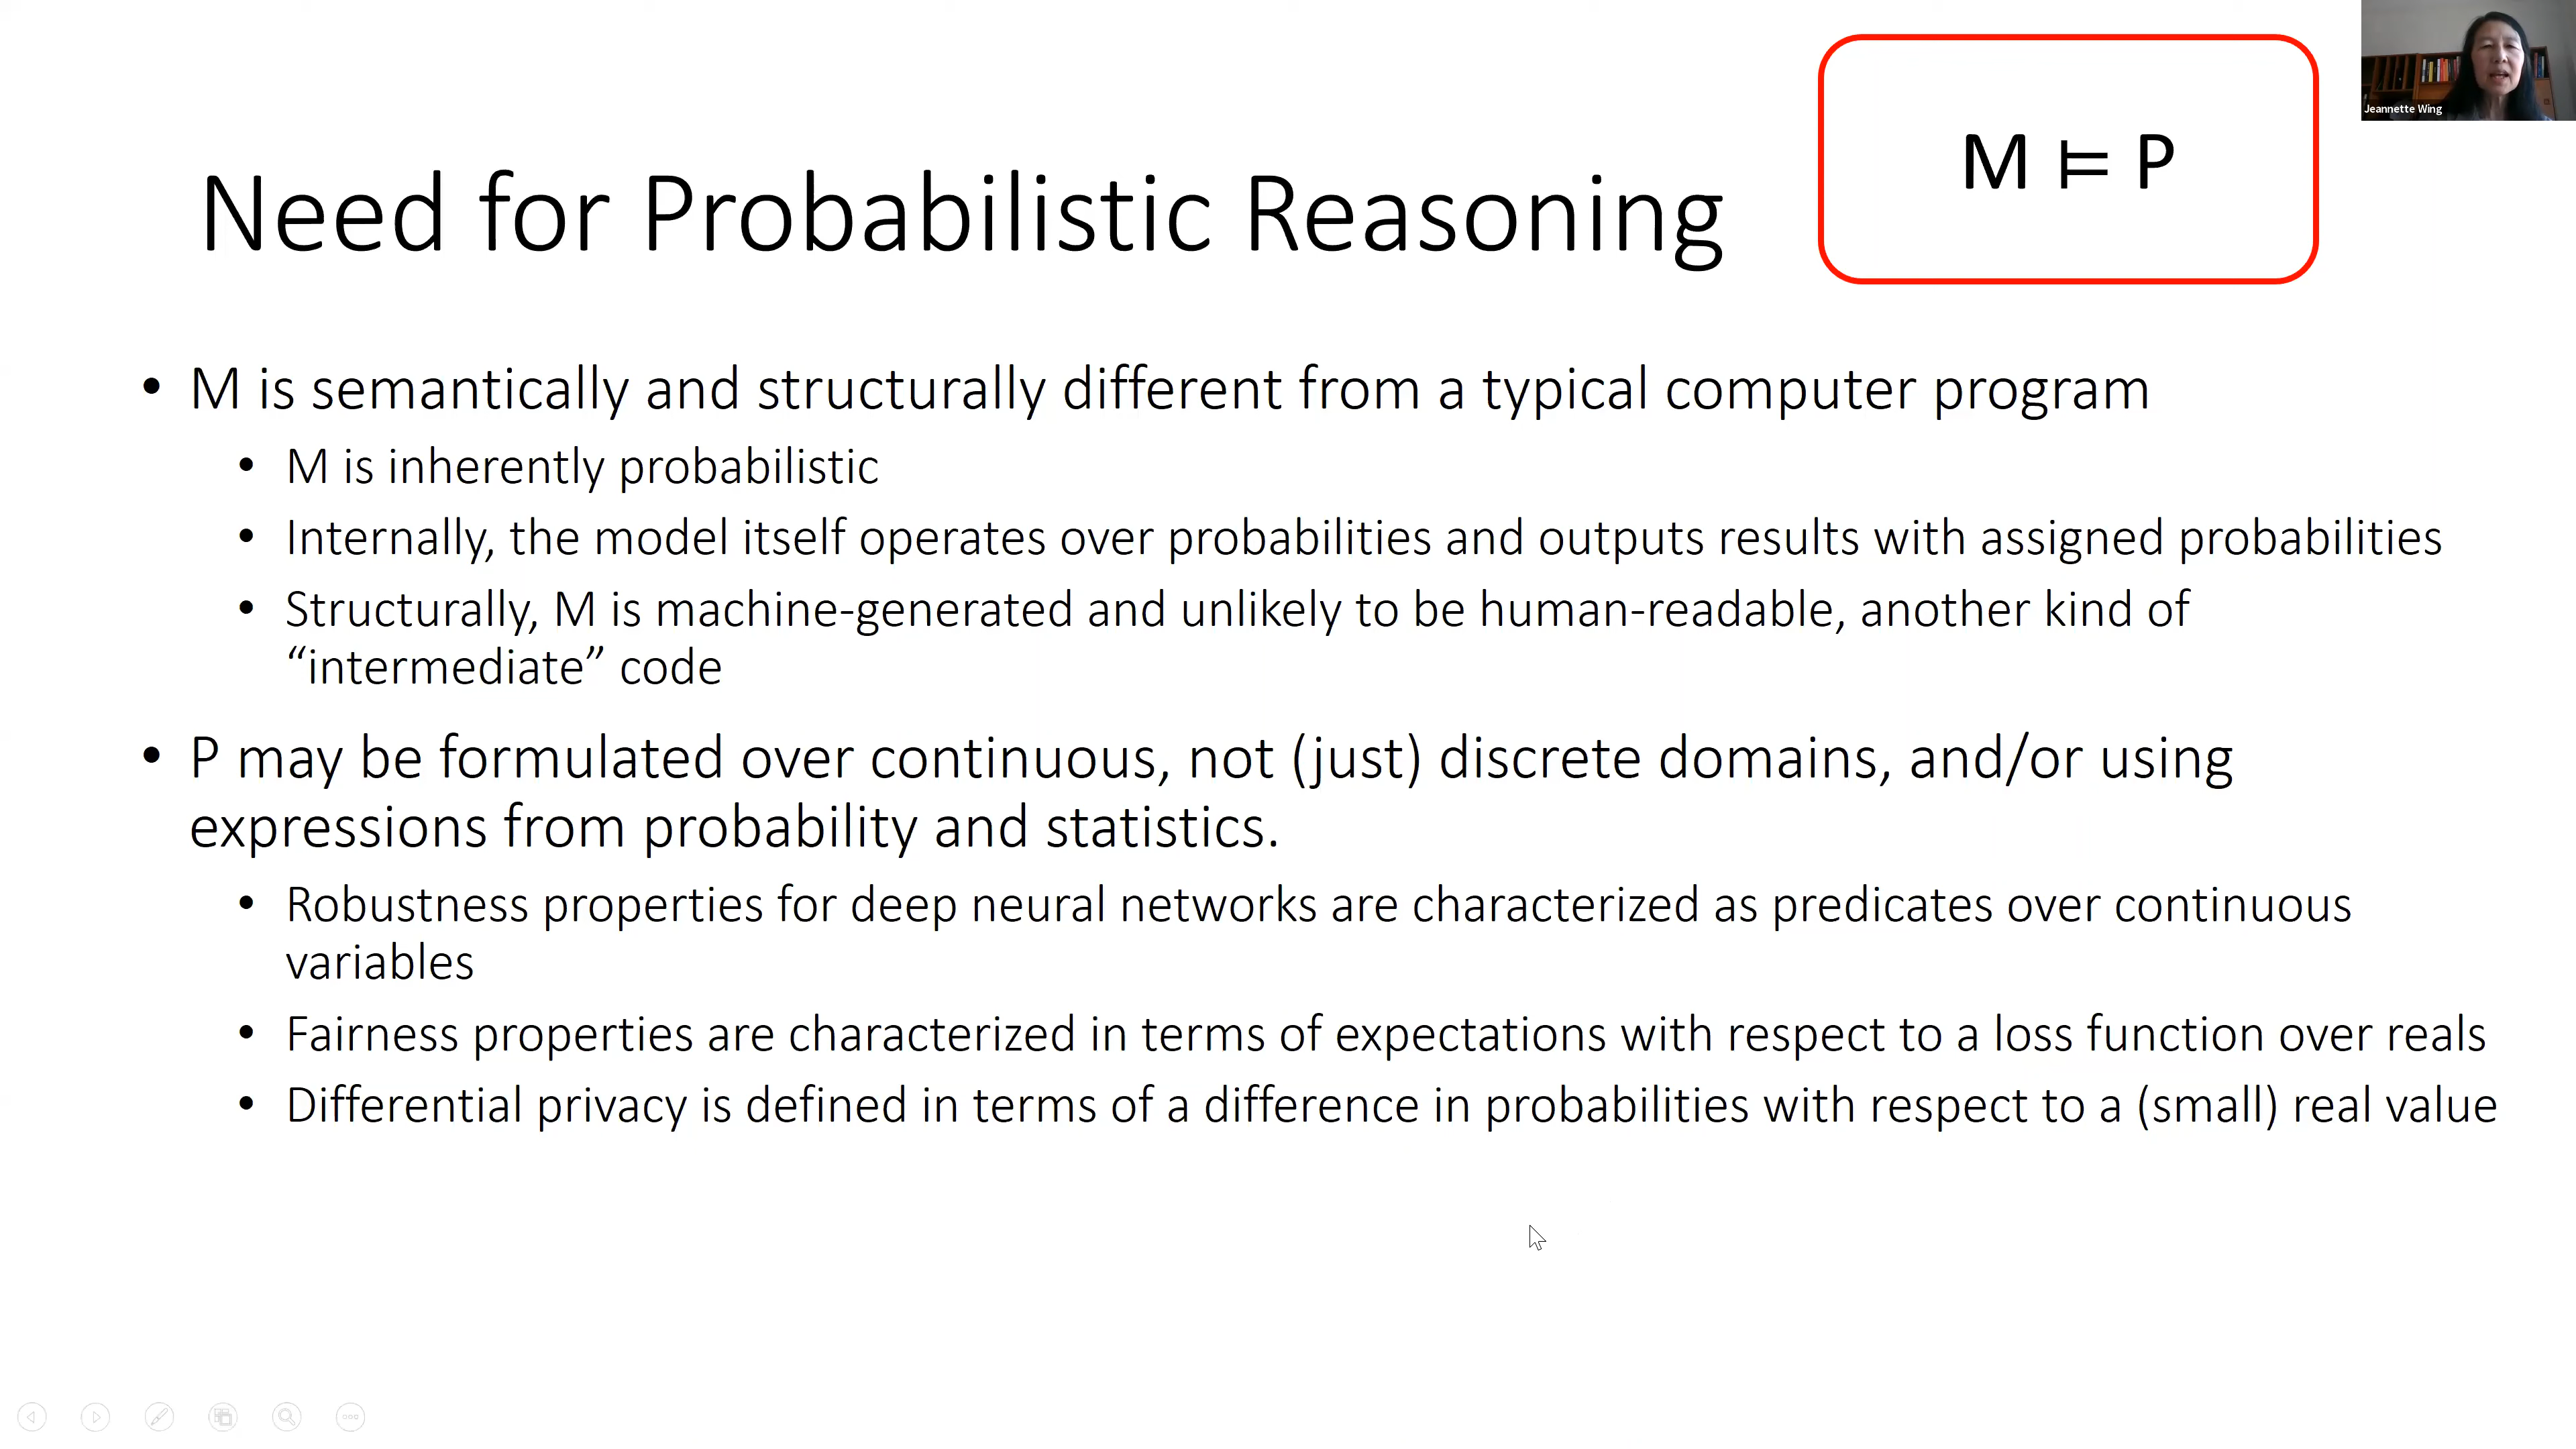 Jeannette Wing
M ⊨ P
Need for Probabilistic Reasoning
• M is semantically and structurally different from a typical computer program
• M is inherently probabilistic
• Internally, the model itself operates over probabilities and outputs results with assigned probabilities
• Structurally, M is machine-generated and unlikely to be human-readable, another kind of
“intermediate” code
• P may be formulated over continuous, not (just) discrete domains, and/or using
expressions from probability and statistics.
• Robustness properties for deep neural networks are characterized as predicates over continuous
variables
• Fairness properties are characterized in terms of expectations with respect to a loss function over reals
• Differential privacy is defined in terms of a difference in probabilities with respect to a (small) real value